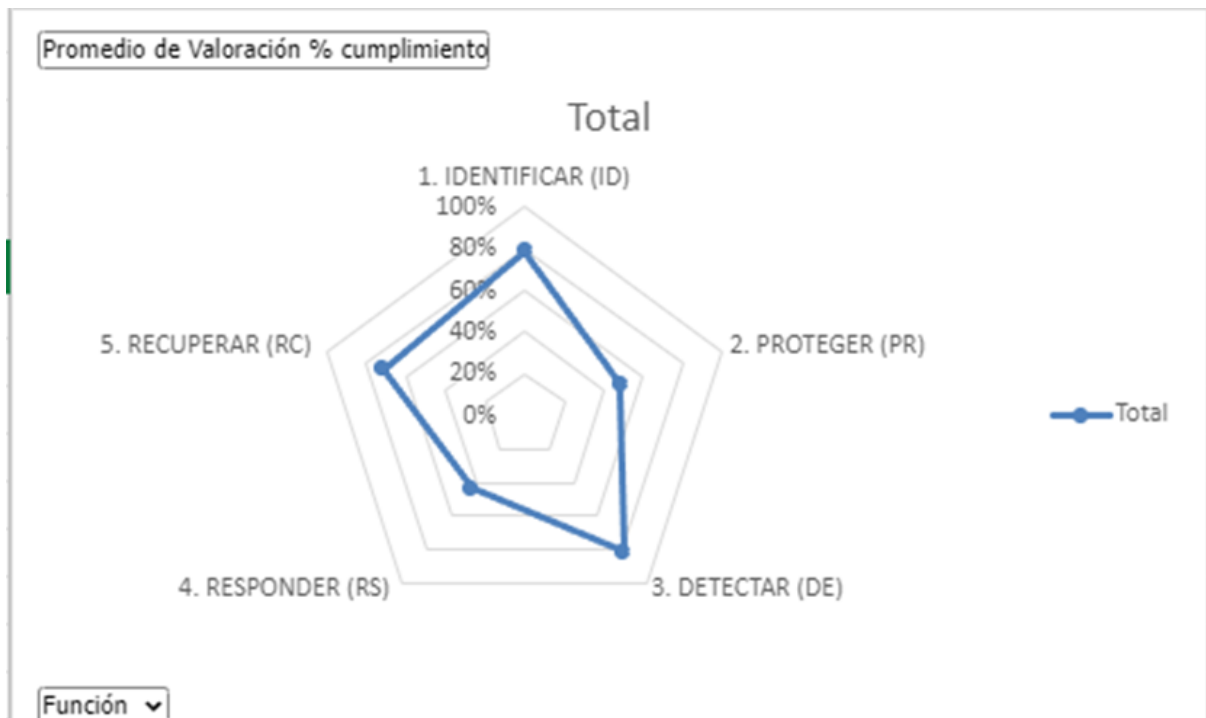 Promedio de Valoración % cumplimiento
Total
1. IDENTIFICAR (ID)
100%
80%
60%
40%
20%
0%
5. RECUPERAR (RC)
2. PROTEGER (PR)
Total
4. RESPONDER (RS)
3. DETECTAR (DE)
Función